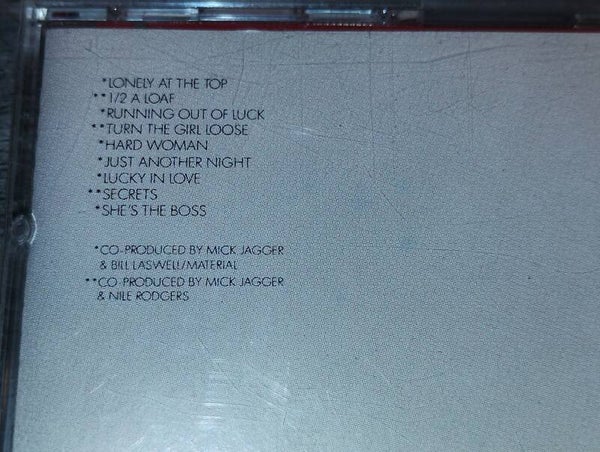 *LONELY AT THE TOP
**1/2 A LOAF
*RUNNING OUT OF LUCK
**TURN THE GIRL LOOSE
*HARD WOMAN
*JUST ANOTHER NIGHT
*LUCKY IN LOVE
**SECRETS
*SHE'S THE BOSS
*CO-PRODUCED BY MICK JAGGER
& BILL LASWELL/MATERIAL
**CO-PRODUCED BY MICK JAGGER
& NILE RODGERS